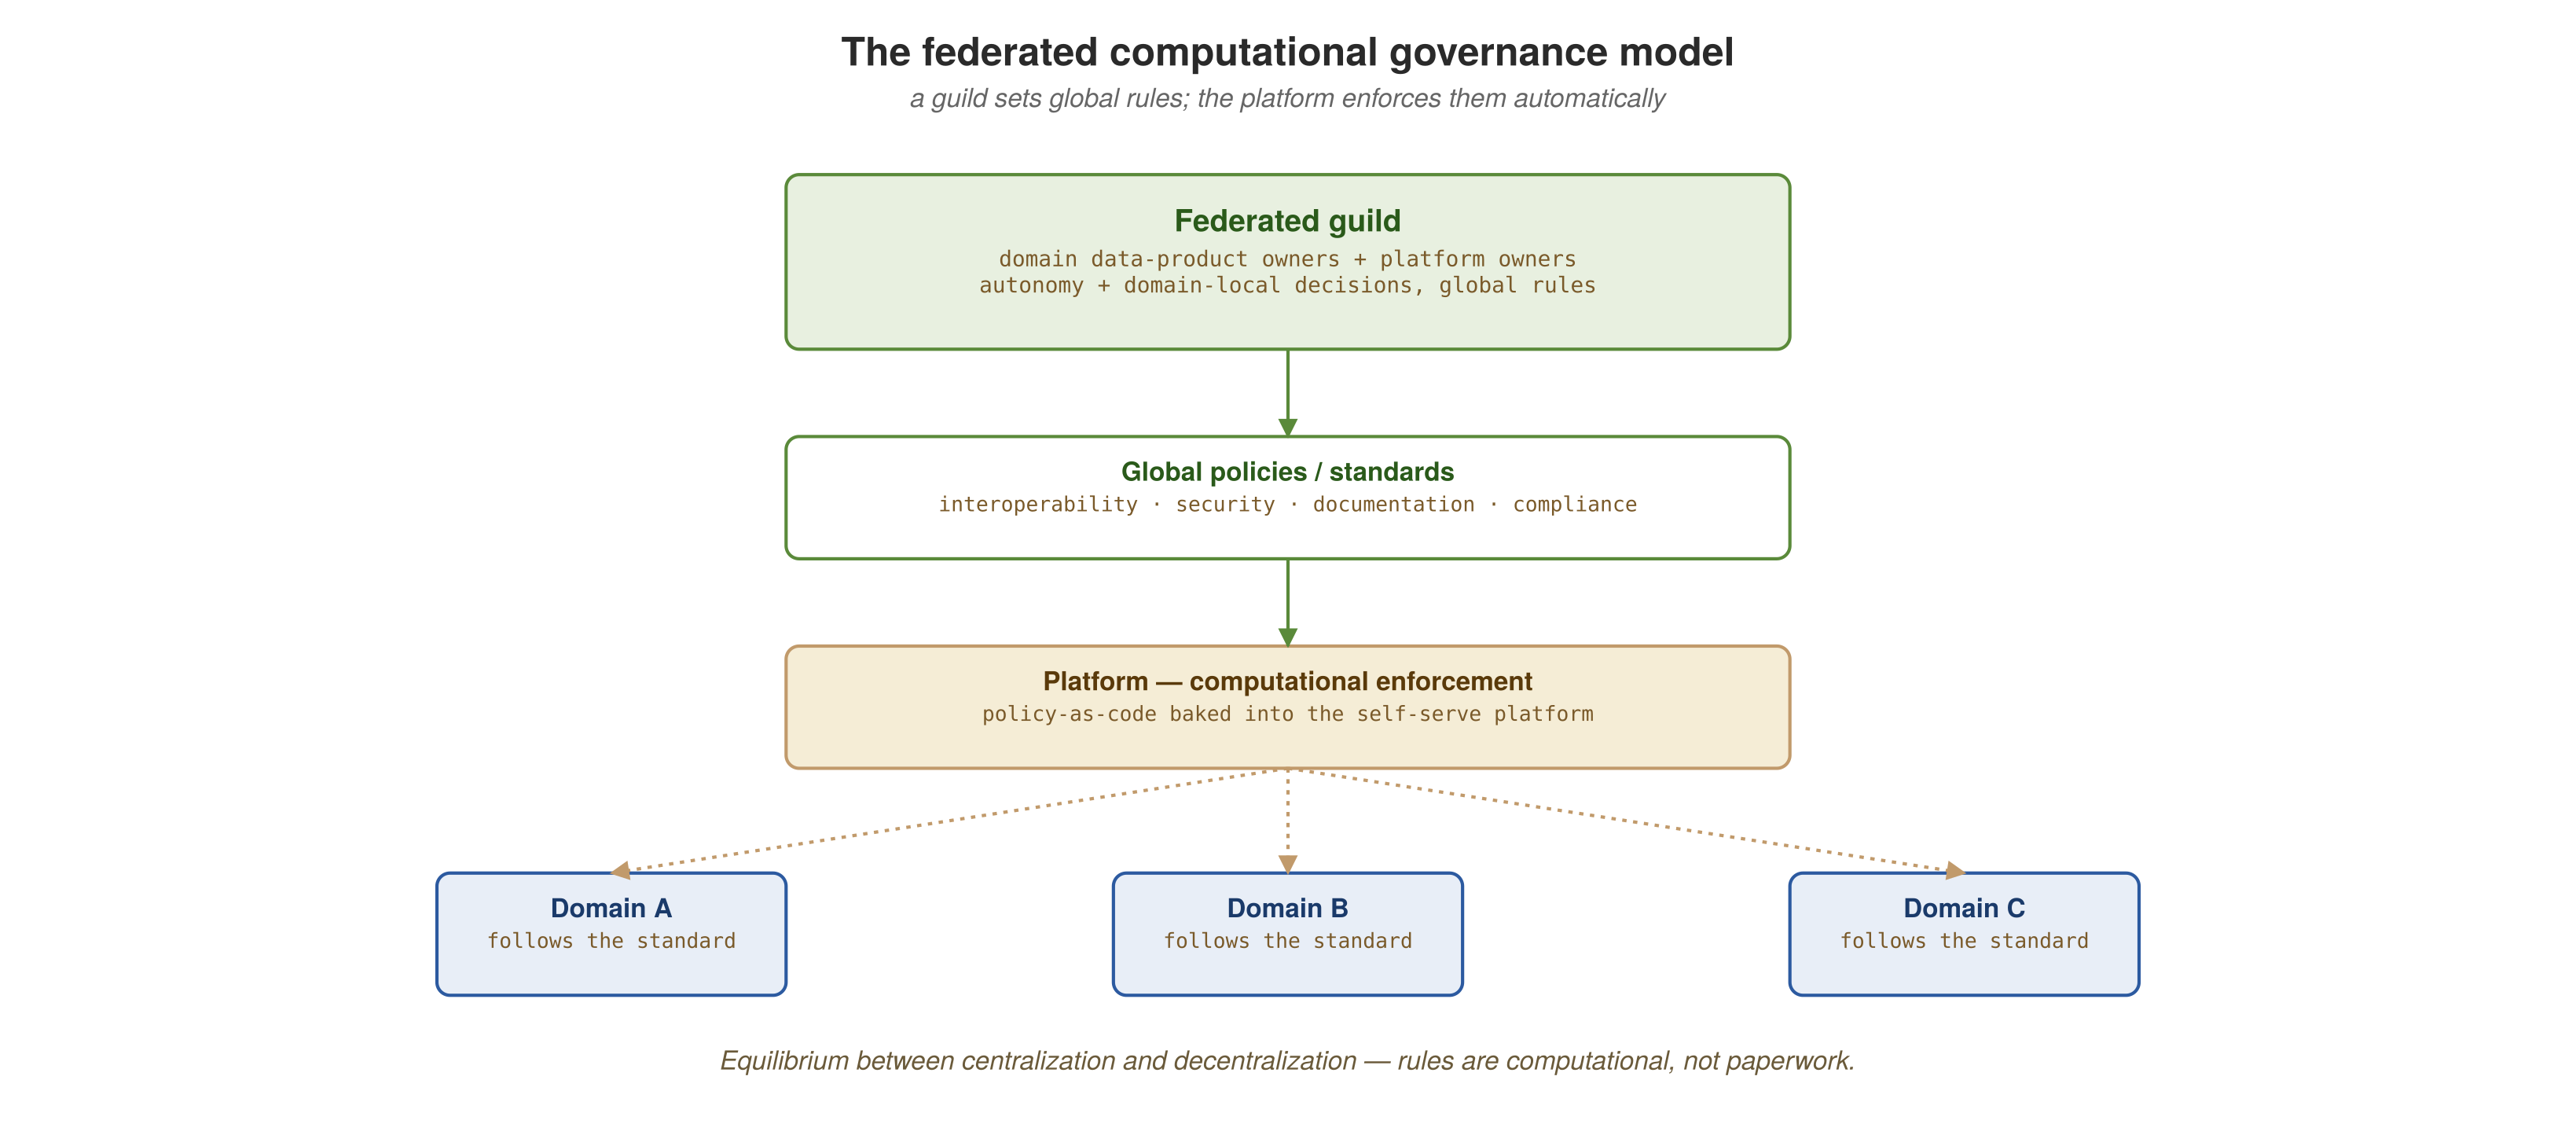 The federated computational governance model
a guild sets global rules; the platform enforces them automatically
Federated guild
domain data-product owners + platform owners
autonomy + domain-local decisions, global rules
Global policies / standards
interoperability · security · documentation · compliance
Platform — computational enforcement
policy-as-code baked into the self-serve platform
Domain A
follows the standard
Domain B
follows the standard
Domain C
follows the standard
Equilibrium between centralization and decentralization — rules are computational, not paperwork.